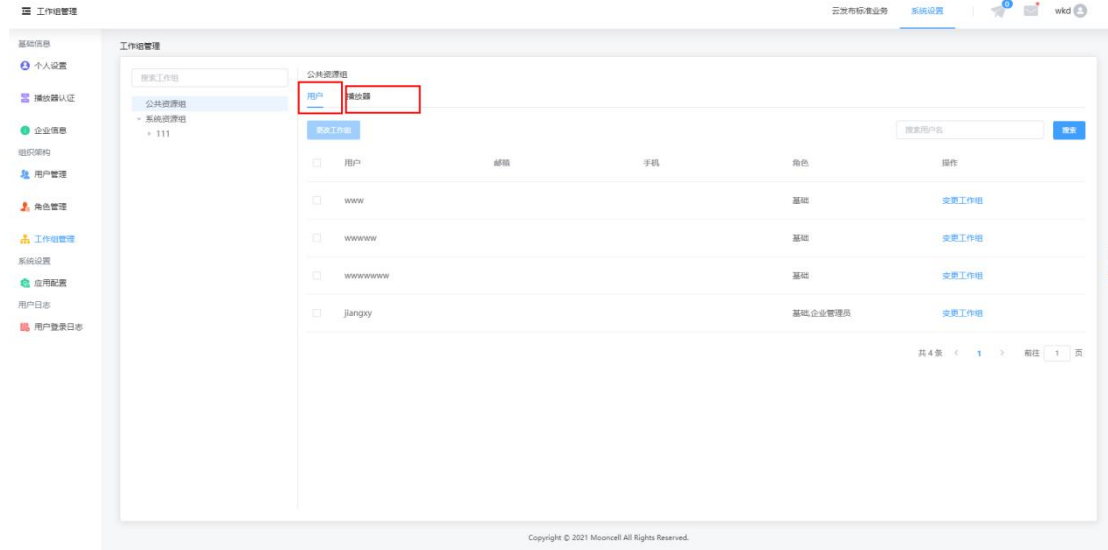 工作组管理
云发布标准业务 系统设置 0 wkd
基础信息
个人设置
播放器认证
企业信息
组织架构
用户管理
角色管理
工作组管理
系统设置
应用配置
用户日志
用户登录日志
工作组管理
搜索工作组
公共资源组
系统资源组
111
公共资源组
用户 播放器
更改工作组 搜索用户名 搜索
用户 邮箱 手机 角色 操作
www 基础 变更工作组
wwwww 基础 变更工作组
wwwwwww 基础 变更工作组
jiangxy 基础,企业管理员 变更工作组
共 4 条 < 1 > 前往 1 页
Copyright © 2021 Mooncell All Rights Reserved.